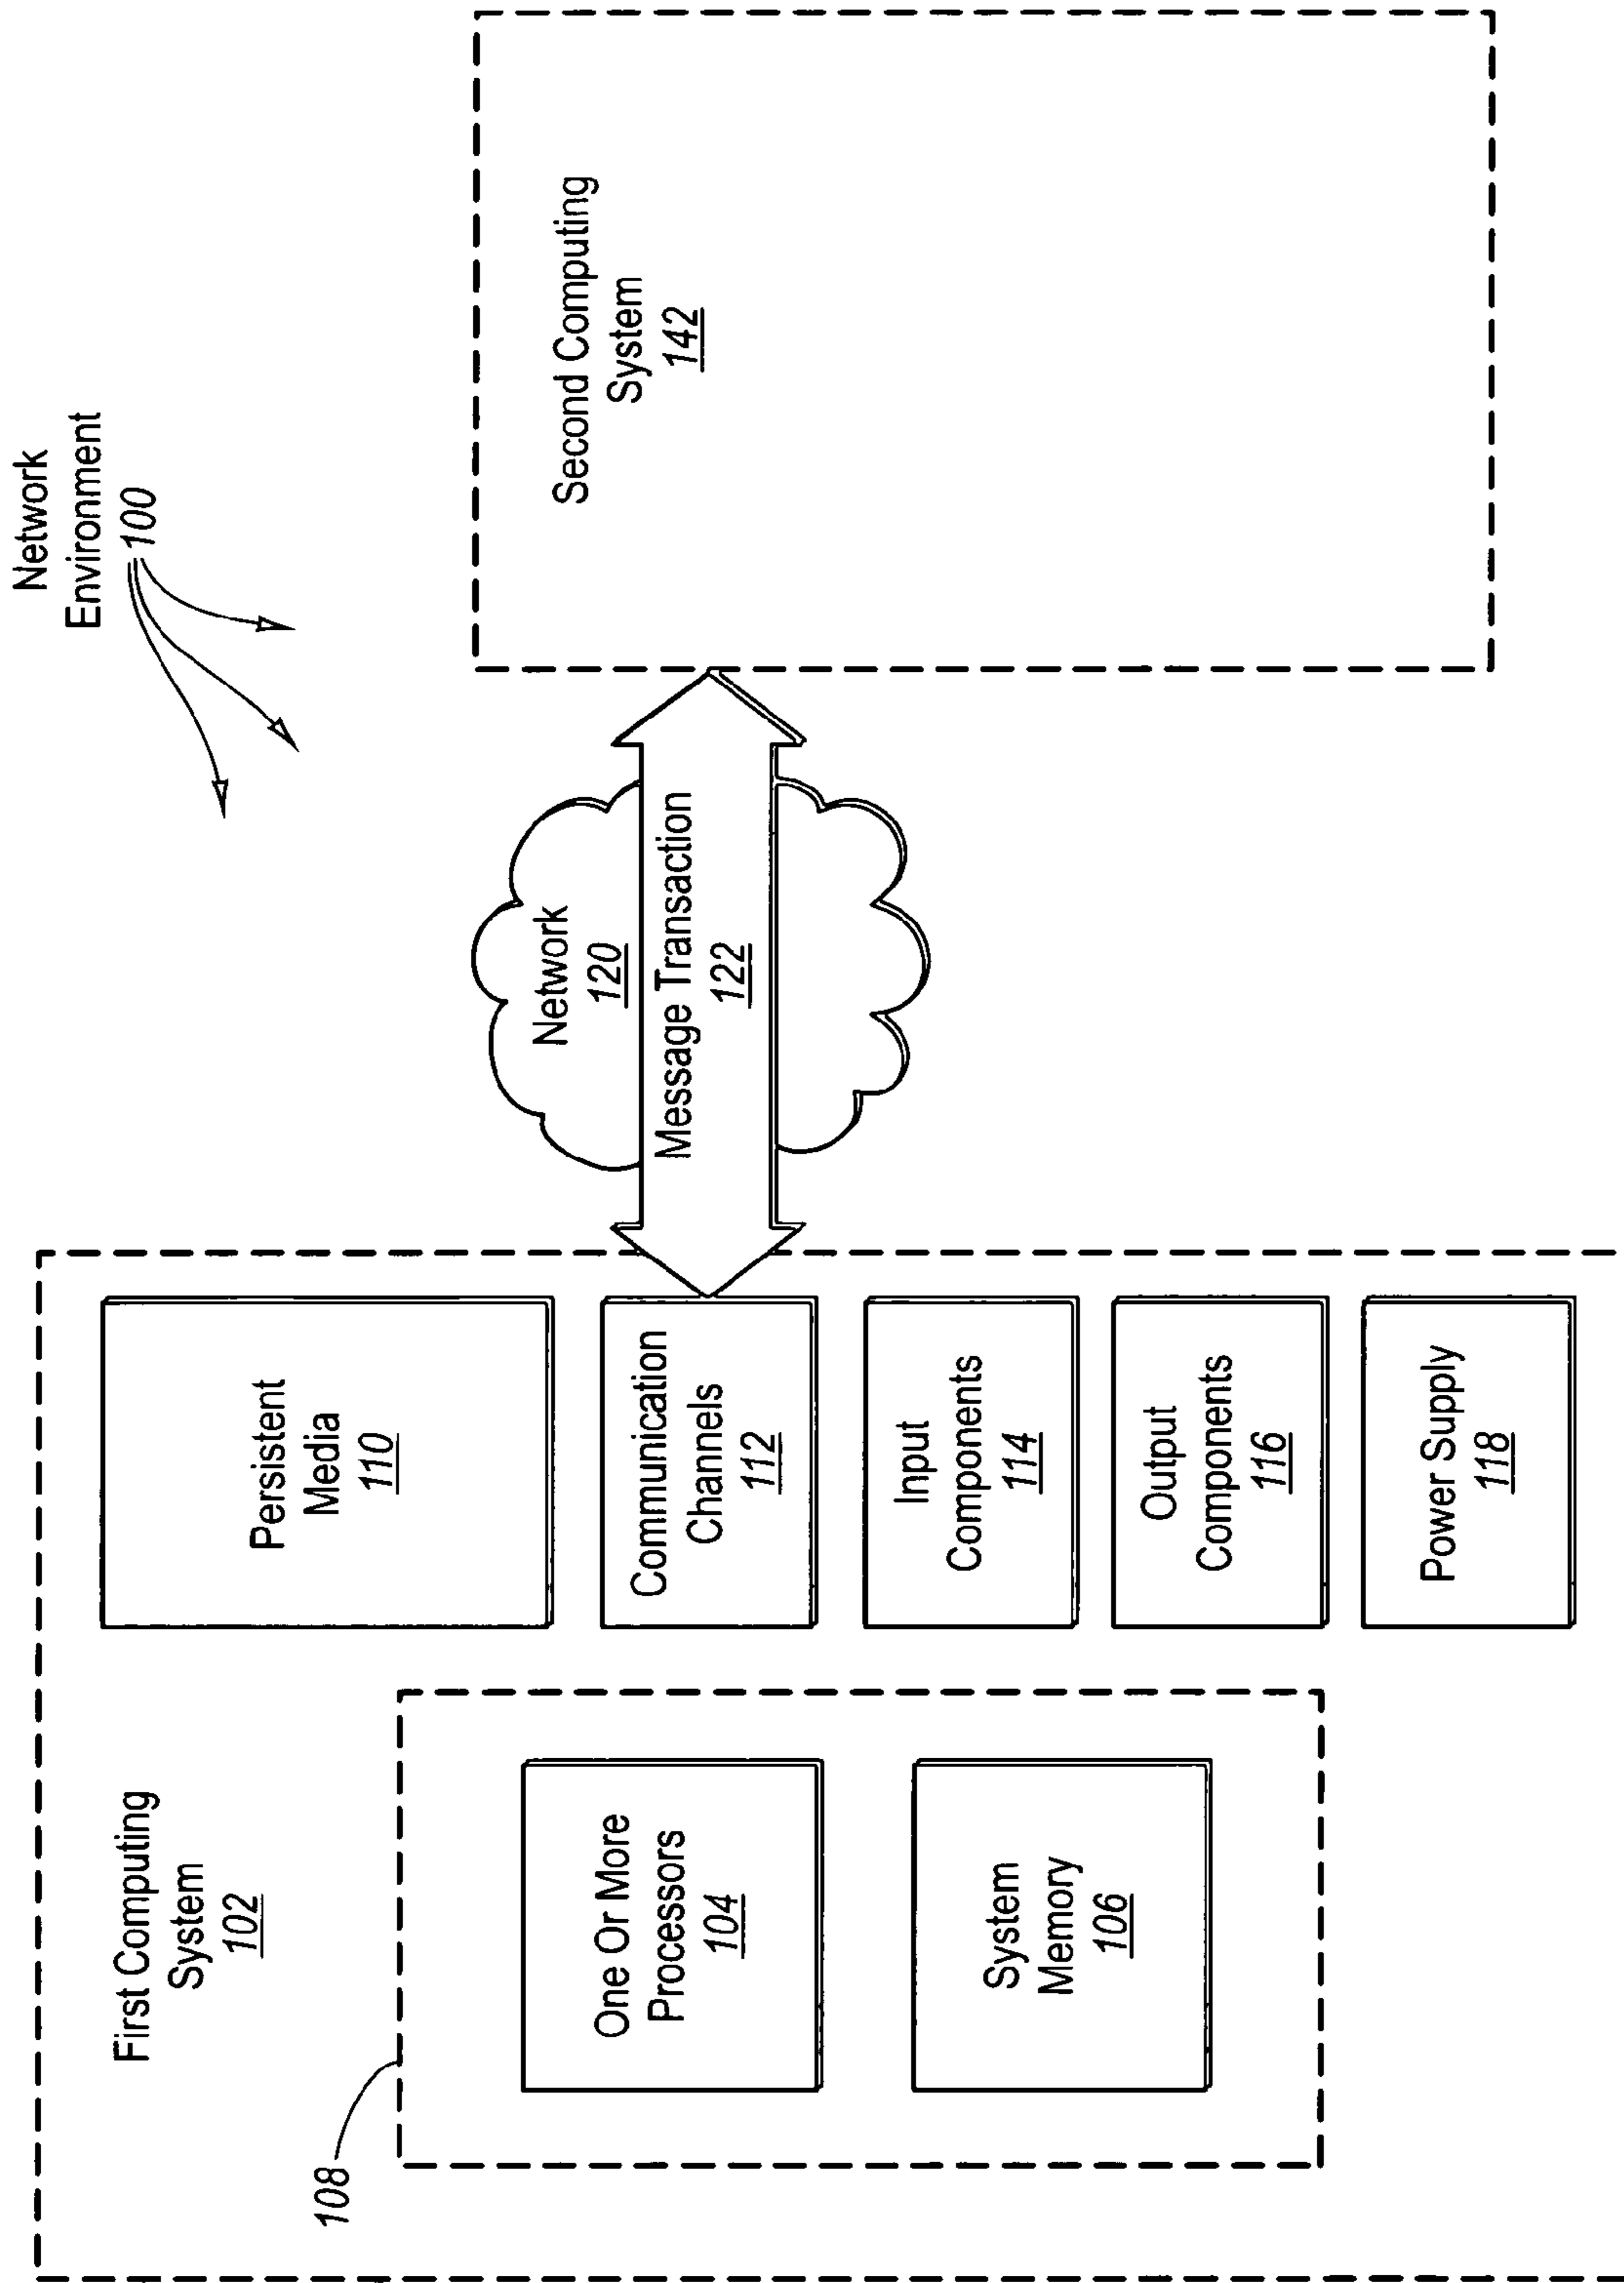 Network
Environment
100
First Computing
System
102
108
One Or More
Processors
104
System
Memory
106
Persistent
Media
110
Communication
Channels
112
Input
Components
114
Output
Components
116
Power Supply
118
Network
120
Message Transaction
122
Second Computing
System
142